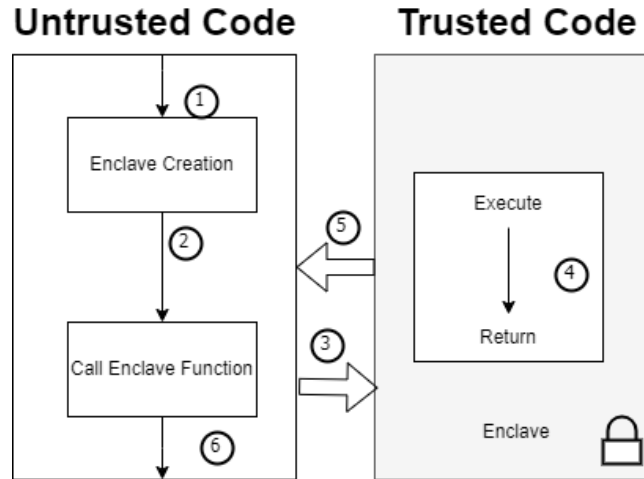 Untrusted Code
Trusted Code
1
Enclave Creation
2
5
Execute
4
Return
3
Call Enclave Function
Enclave
6